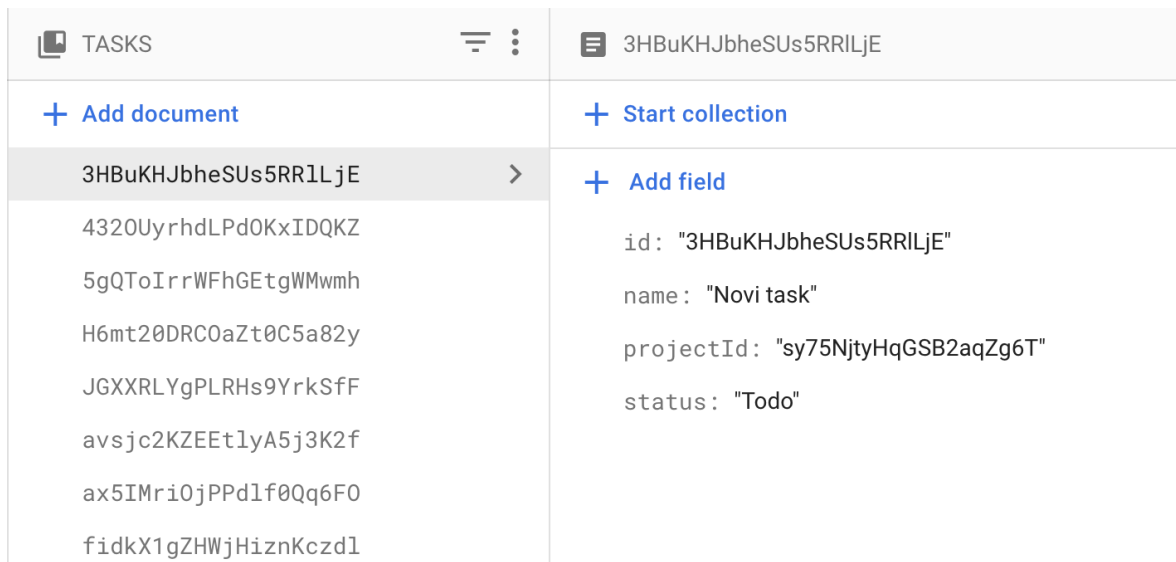 TASKS
Add document
3HBuKHJbheSUs5RRlLjE
432OUyrhdLPdOKxIDQKZ
5gQToIrrWFhGEtgWMwmh
H6mt20DRCOaZt0C5a82y
JGXXRLYgPLRHs9YrkSfF
avsjc2KZEEtlyA5j3K2f
ax5IMriOjPPdlf0Qq6FO
fidkX1gZHWjHiznKczdl
3HBuKHJbheSUs5RRlLjE
Start collection
Add field
id: "3HBuKHJbheSUs5RRlLjE"
name: "Novi task"
projectId: "sy75NjtyHqGSB2aqZg6T"
status: "Todo"